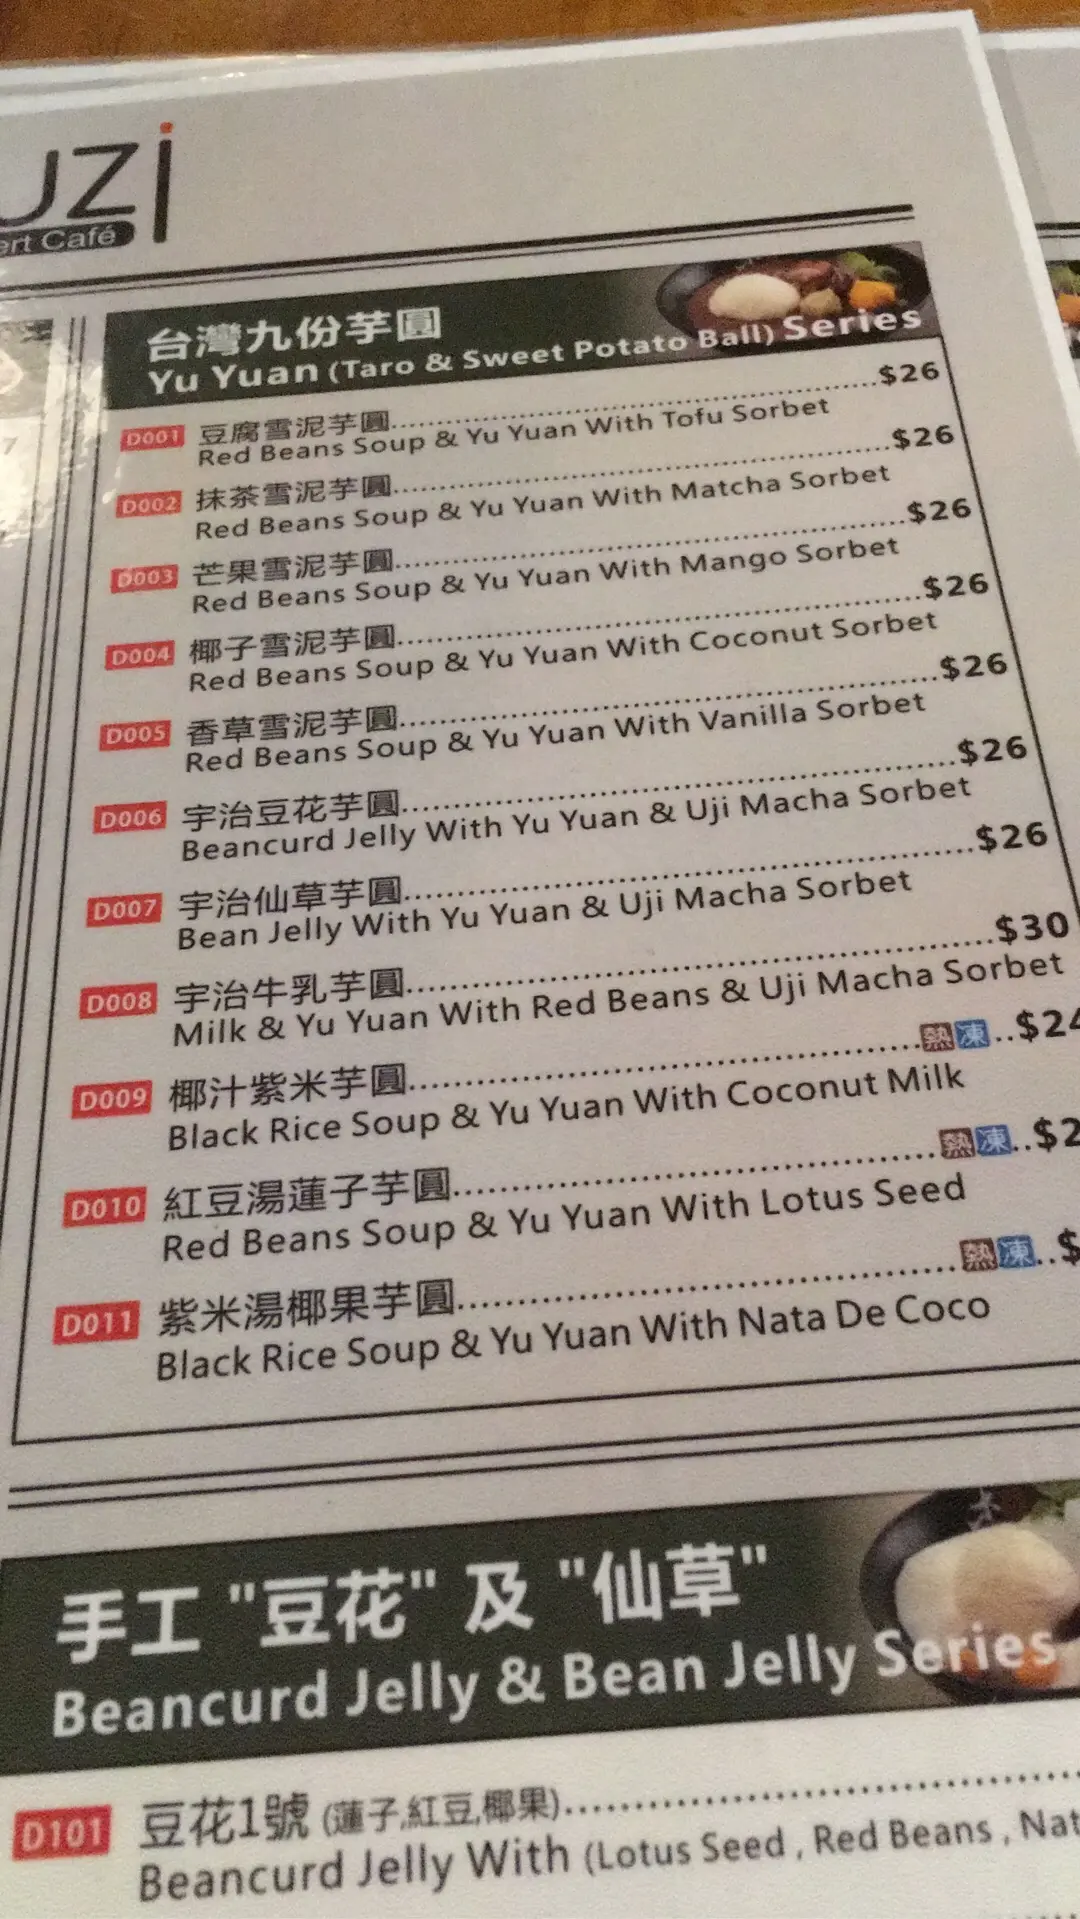 UZi
ert Café
台灣九份芋圓
Yu Yuan (Taro & Sweet Potato Ball) Series
D001 豆腐雪泥芋圓 $26
Red Beans Soup & Yu Yuan With Tofu Sorbet
D002 抹茶雪泥芋圓 $26
Red Beans Soup & Yu Yuan With Matcha Sorbet
D003 芒果雪泥芋圓 $26
Red Beans Soup & Yu Yuan With Mango Sorbet
D004 椰子雪泥芋圓 $26
Red Beans Soup & Yu Yuan With Coconut Sorbet
D005 香草雪泥芋圓 $26
Red Beans Soup & Yu Yuan With Vanilla Sorbet
D006 宇治豆花芋圓 $26
Beancurd Jelly With Yu Yuan & Uji Macha Sorbet
D007 宇治仙草芋圓 $26
Bean Jelly With Yu Yuan & Uji Macha Sorbet
D008 宇治牛乳芋圓 $30
Milk & Yu Yuan With Red Beans & Uji Macha Sorbet
D009 椰汁紫米芋圓 熱 凍 $24
Black Rice Soup & Yu Yuan With Coconut Milk
D010 紅豆湯蓮子芋圓 熱 凍 $2
Red Beans Soup & Yu Yuan With Lotus Seed
D011 紫米湯椰果芋圓 熱 凍 $
Black Rice Soup & Yu Yuan With Nata De Coco
手工 "豆花" 及 "仙草"
Beancurd Jelly & Bean Jelly Series
D101 豆花1號 (蓮子,紅豆,椰果)
Beancurd Jelly With (Lotus Seed , Red Beans , Nat